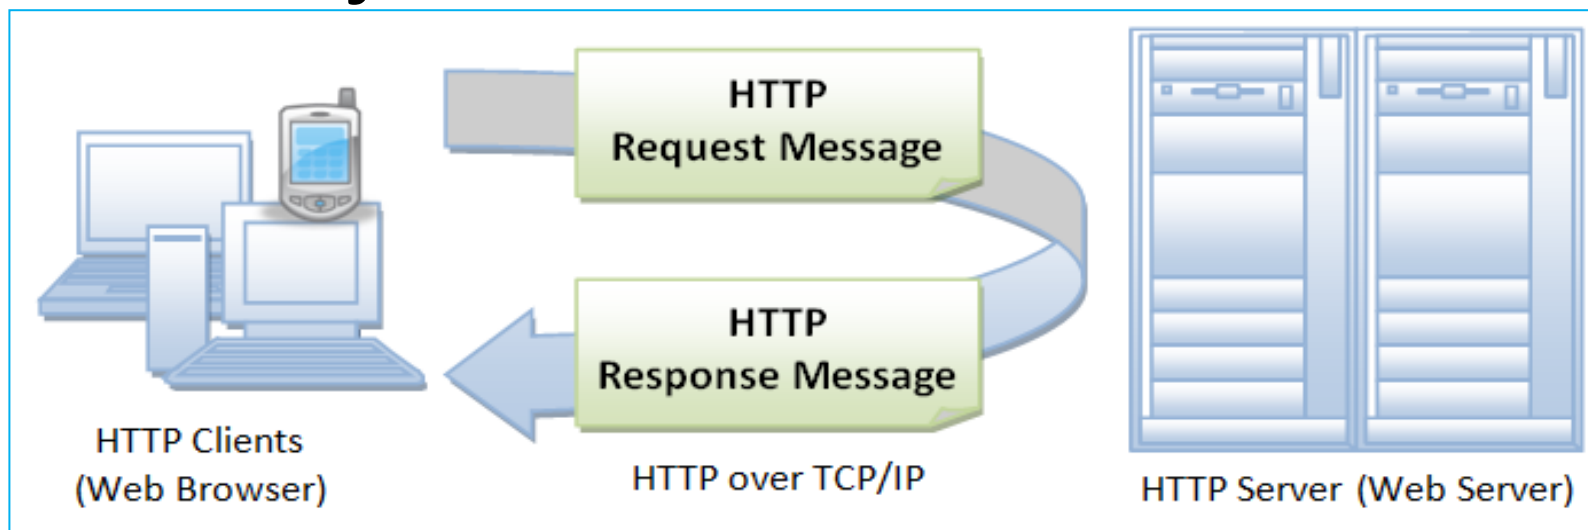 HTTP
Request Message
HTTP
Response Message
HTTP Clients
(Web Browser)
HTTP over TCP/IP
HTTP Server (Web Server)